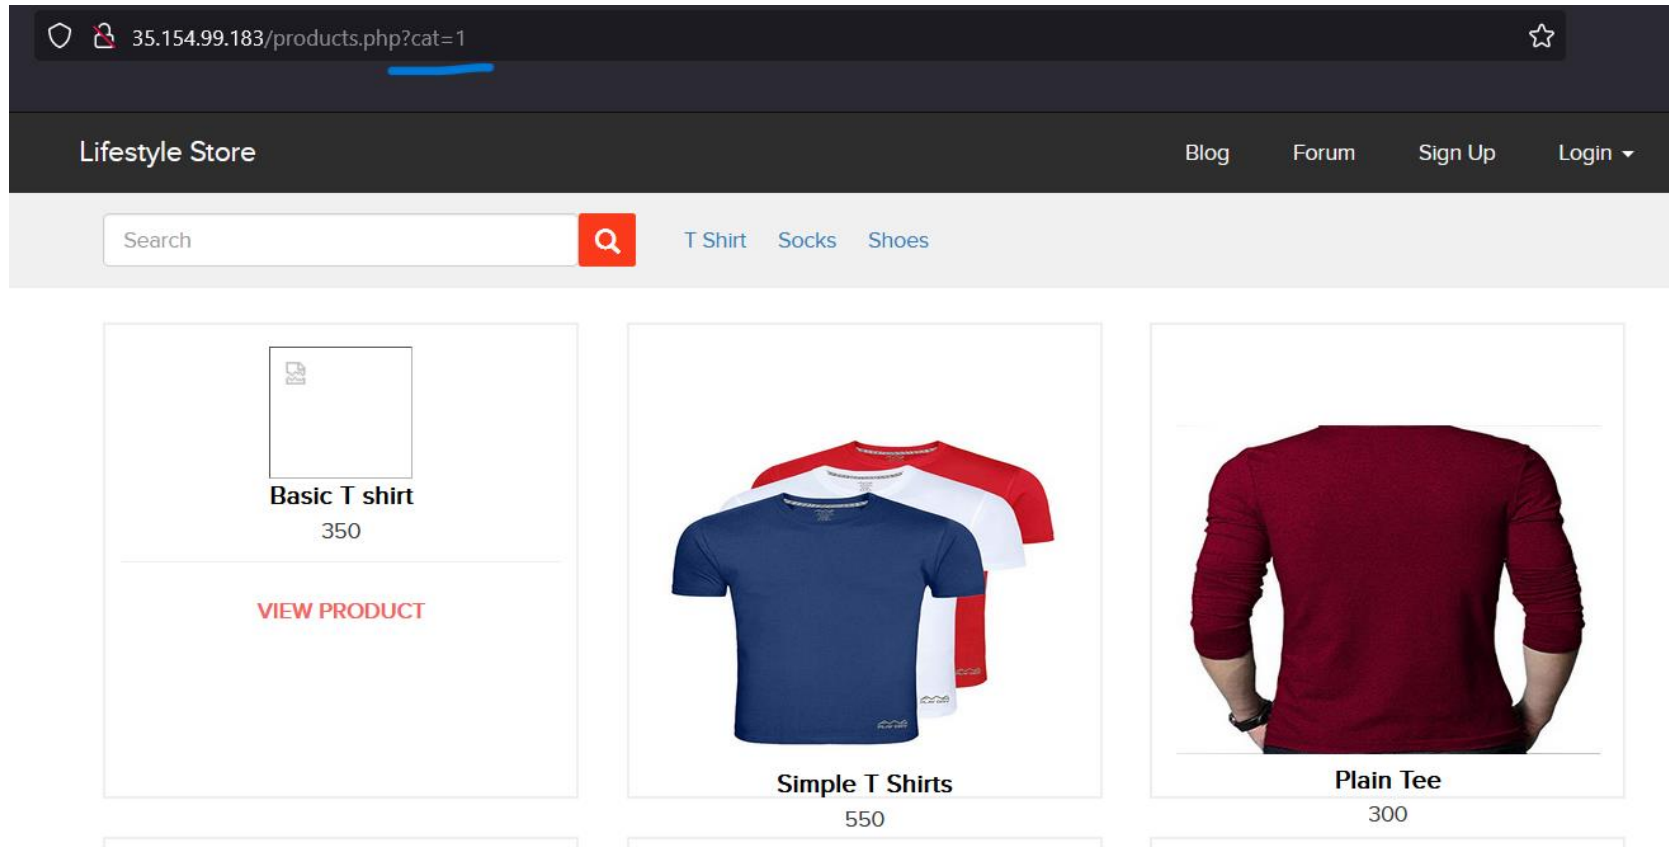 35.154.99.183/products.php?cat=1
Lifestyle Store Blog Forum Sign Up Login
Search T Shirt Socks Shoes
Basic T shirt
350
VIEW PRODUCT
Simple T Shirts
550
Plain Tee
300